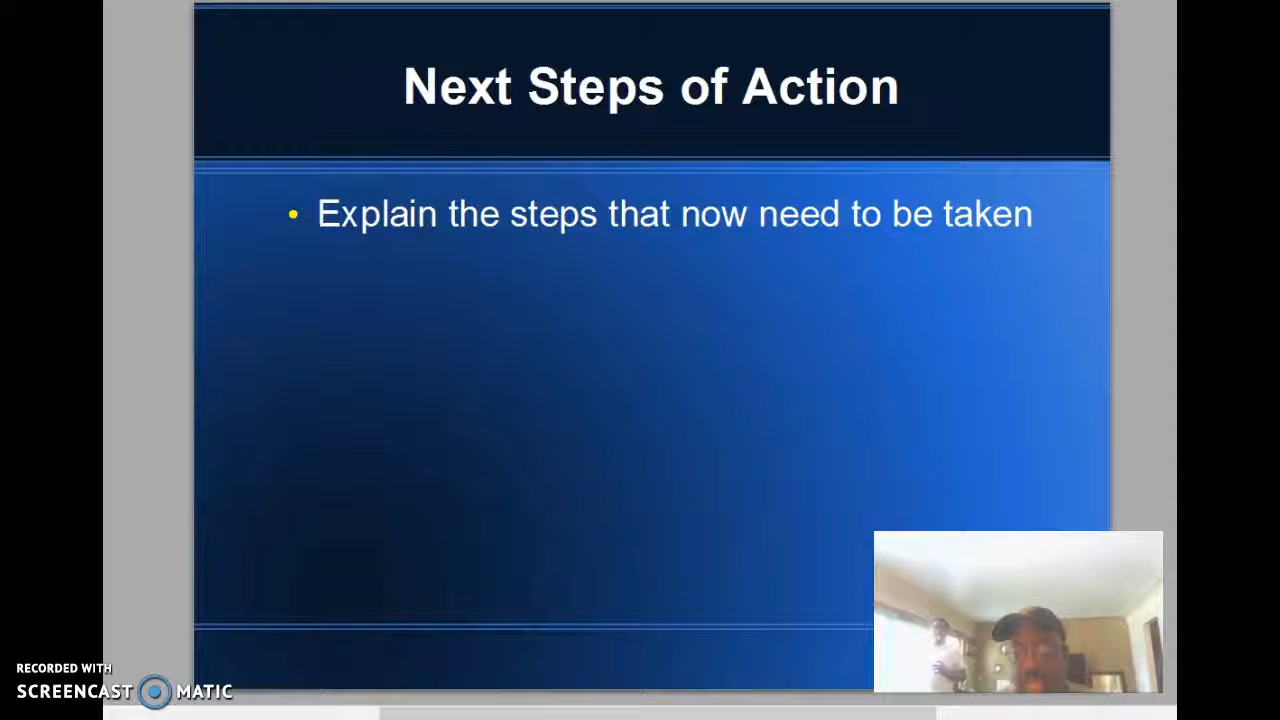 Next Steps of Action
• Explain the steps that now need to be taken
RECORDED WITH
SCREENCAST MATIC